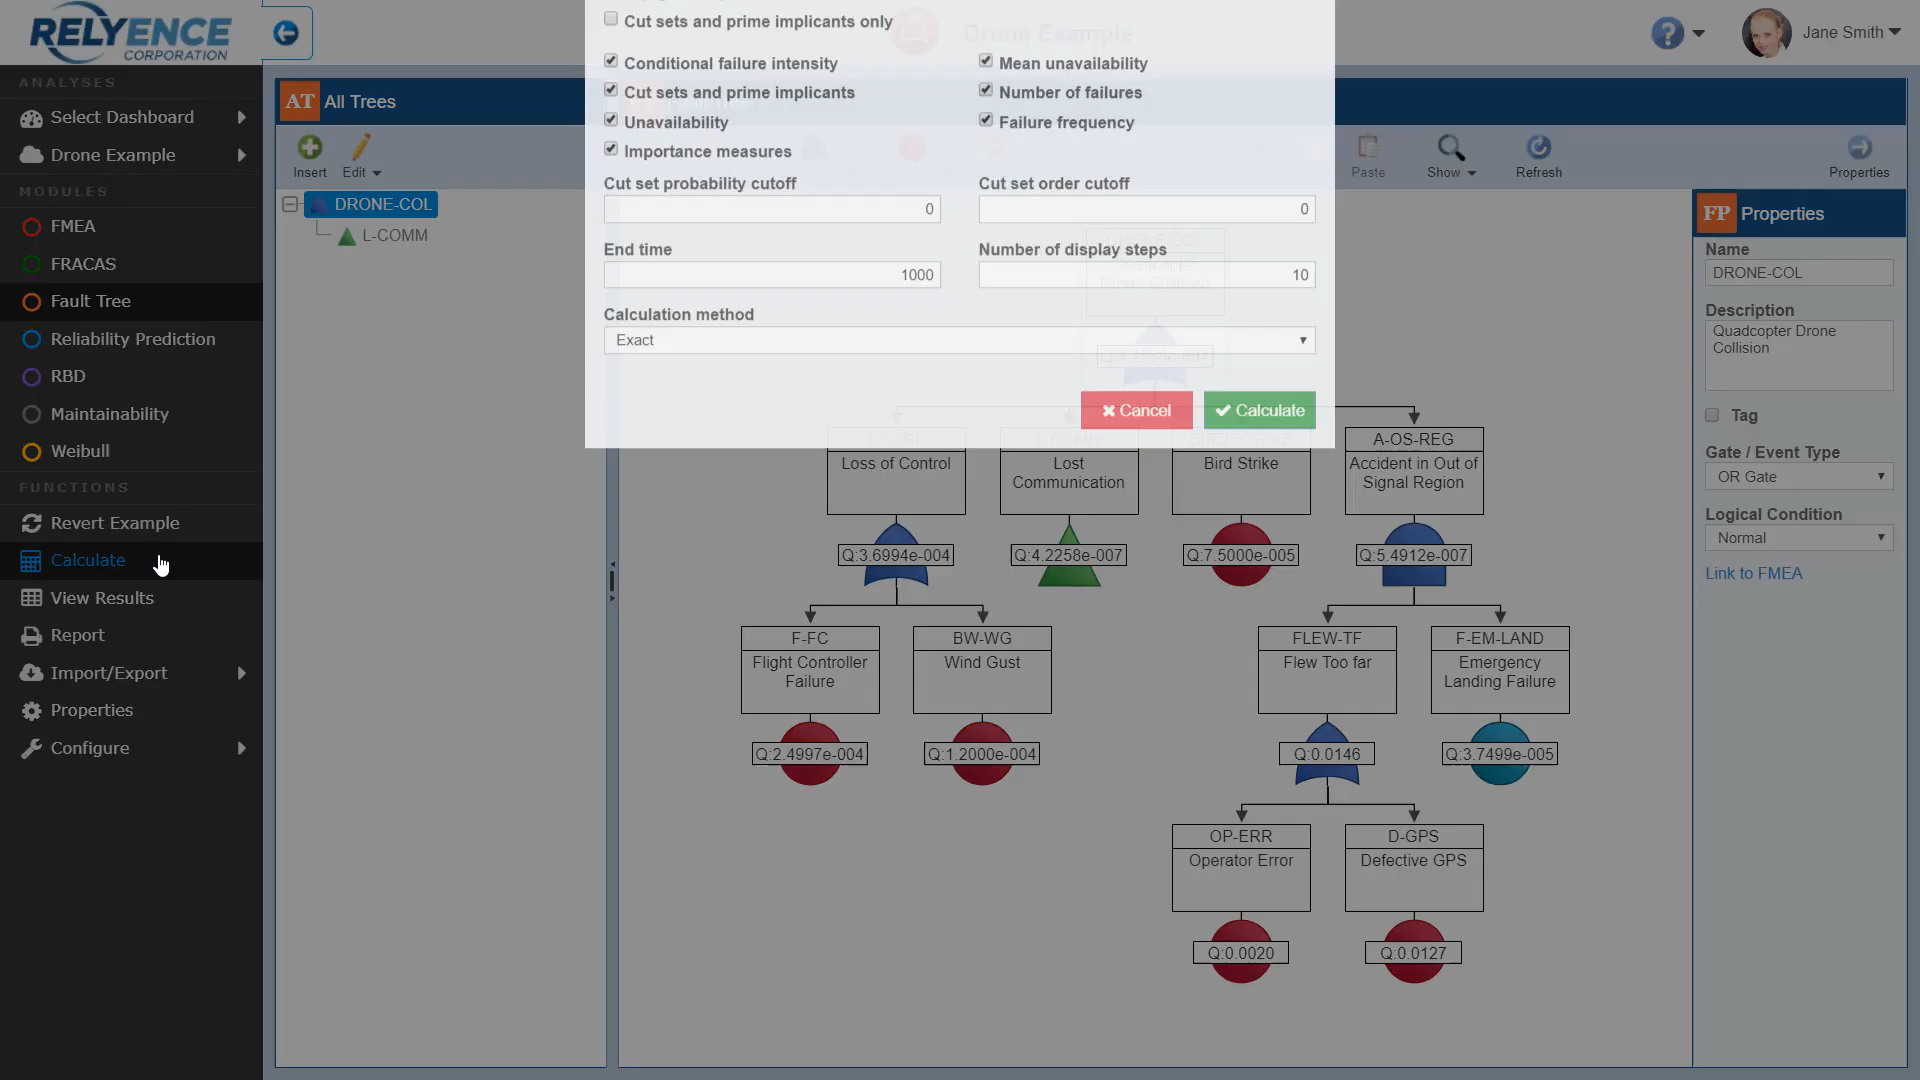 RELYENCE
CORPORATION
Drone Example
Jane Smith
ANALYSES
Select Dashboard
Drone Example
MODULES
FMEA
FRACAS
Fault Tree
Reliability Prediction
RBD
Maintainability
Weibull
FUNCTIONS
Revert Example
Calculate
View Results
Report
Import/Export
Properties
Configure
AT All Trees
Insert
Edit
DRONE-COL
L-COMM
Cut sets and prime implicants only
Conditional failure intensity
Mean unavailability
Cut sets and prime implicants
Number of failures
Unavailability
Failure frequency
Importance measures
Cut set probability cutoff
Cut set order cutoff
0
0
End time
Number of display steps
1000
10
Calculation method
Exact
Cancel
Calculate
Paste
Show
Refresh
Properties
L-COMM
BIRD-STRIKE
A-OS-REG
Loss of Control
Lost
Communication
Bird Strike
Accident in Out of
Signal Region
Q:3.6994e-004
Q:4.2258e-007
Q:7.5000e-005
Q:5.4912e-007
F-FC
BW-WG
FLEW-TF
F-EM-LAND
Flight Controller
Failure
Wind Gust
Flew Too far
Emergency
Landing Failure
Q:2.4997e-004
Q:1.2000e-004
Q:0.0146
Q:3.7499e-005
OP-ERR
D-GPS
Operator Error
Defective GPS
Q:0.0020
Q:0.0127
FP Properties
Name
DRONE-COL
Description
Quadcopter Drone
Collision
Tag
Gate / Event Type
OR Gate
Logical Condition
Normal
Link to FMEA